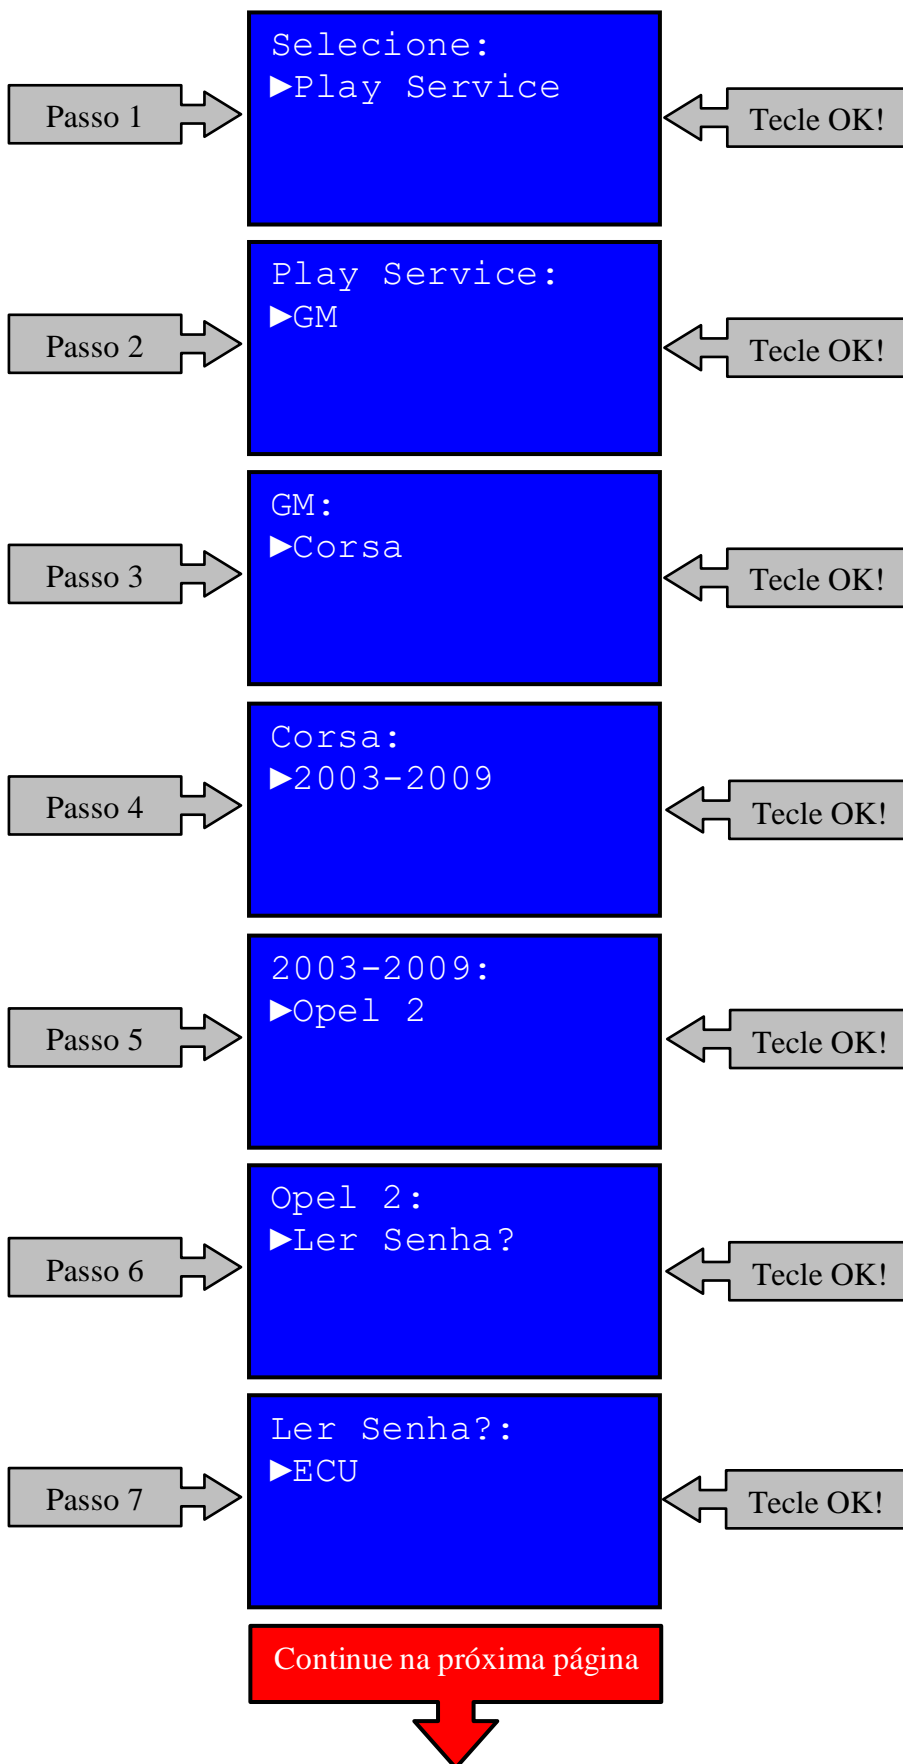 Selecione:
►Play Service
Passo 1
Tecle OK!
Play Service:
►GM
Passo 2
Tecle OK!
GM:
►Corsa
Passo 3
Tecle OK!
Corsa:
►2003-2009
Passo 4
Tecle OK!
2003-2009:
►Opel 2
Passo 5
Tecle OK!
Opel 2:
►Ler Senha?
Passo 6
Tecle OK!
Ler Senha?:
►ECU
Passo 7
Tecle OK!
Continue na próxima página